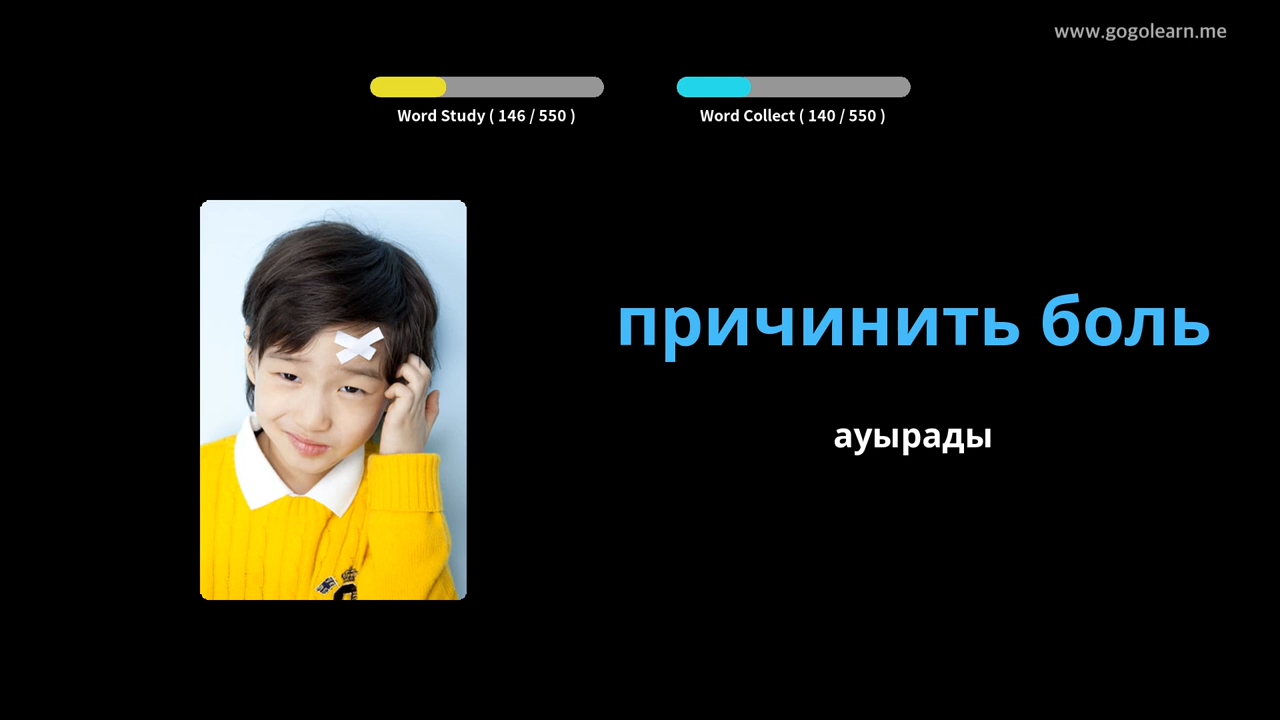 www.gogolearn.me
Word Study ( 146 / 550 )
Word Collect ( 140 / 550 )
причинить боль
ауырады